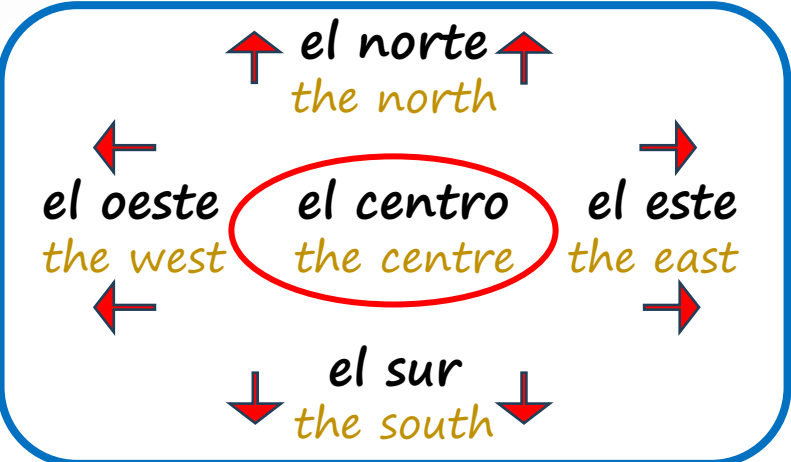 el norte
the north
el oeste
the west
el centro
the centre
el este
the east
el sur
the south